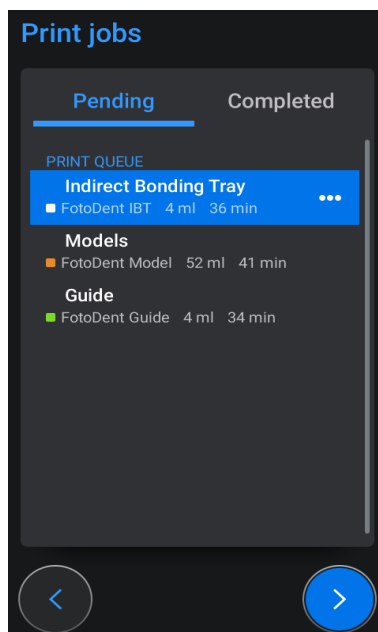 Print jobs
Pending Completed
PRINT QUEUE
Indirect Bonding Tray
FotoDent IBT 4 ml 36 min
Models
FotoDent Model 52 ml 41 min
Guide
FotoDent Guide 4 ml 34 min